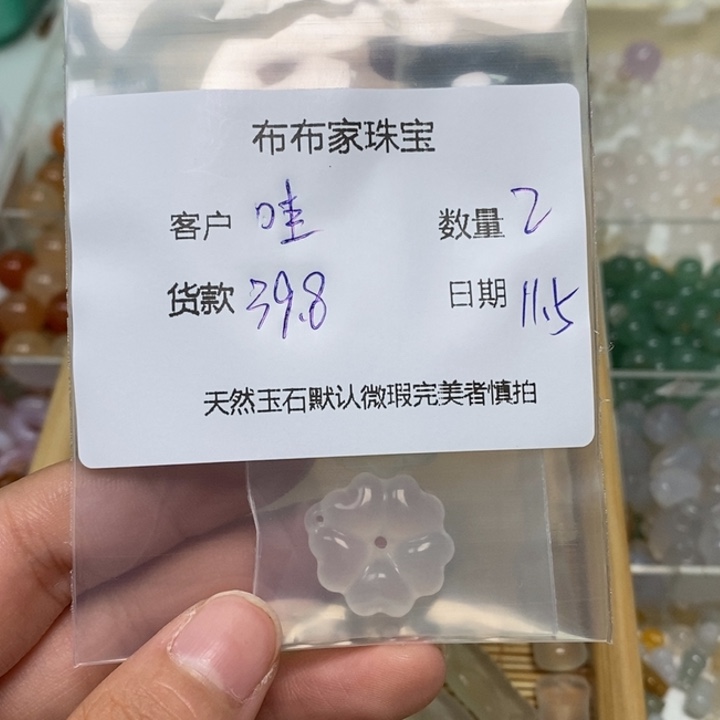 布布家珠宝
客户 哇 数量 2
货款 39.8 日期 11.5
天然玉石默认微瑕完美者慎拍